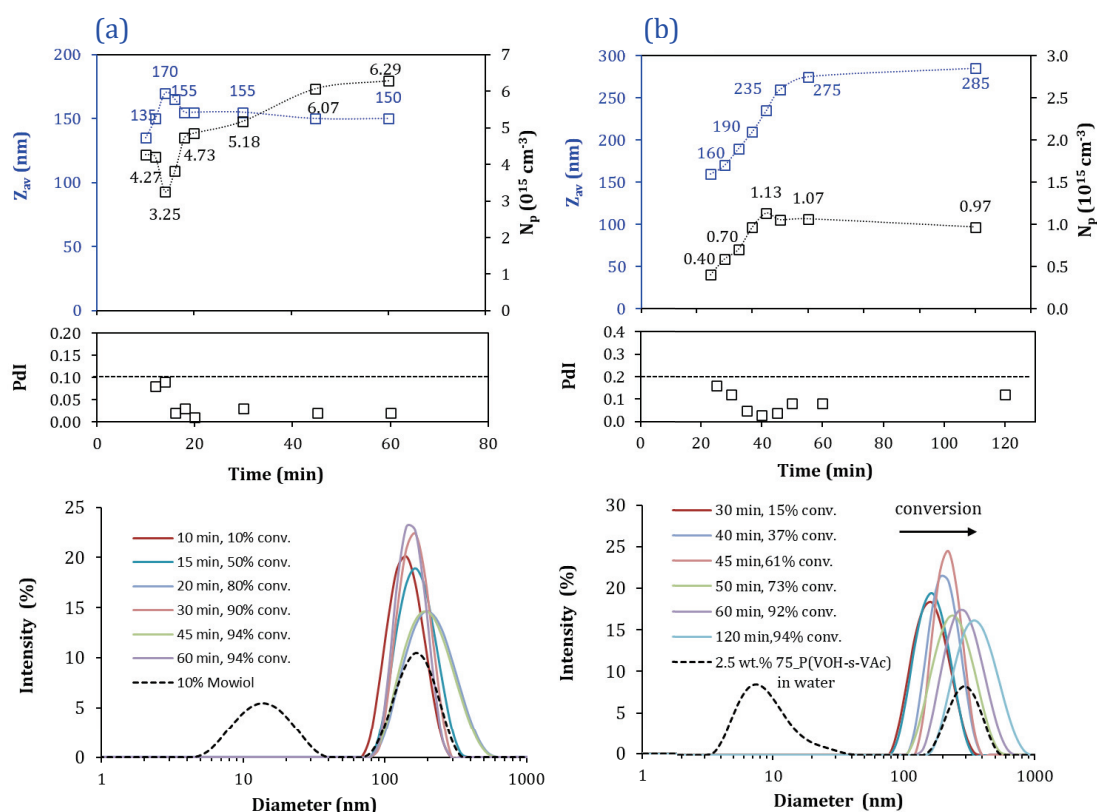 (a)
200
150
100
50
0
Z_av (nm)
135
170
155
155
150
4.27
3.25
4.73
5.18
6.07
6.29
7
6
5
4
3
2
1
0
N_p (0^15 cm^-3)
0.20
0.15
0.10
0.05
0.00
PdI
0 20 40 60 80
Time (min)
25
20
15
10
5
0
Intensity (%)
10 min, 10% conv.
15 min, 50% conv.
20 min, 80% conv.
30 min, 90% conv.
45 min, 94% conv.
60 min, 94% conv.
10% Mowiol
1 10 100 1000
Diameter (nm)
(b)
300
250
200
150
100
50
0
Z_av (nm)
160
190
235
275
285
0.40
0.70
1.13
1.07
0.97
3.0
2.5
2.0
1.5
1.0
0.5
0.0
N_p (10^15 cm^-3)
0.4
0.3
0.2
0.1
0.0
PdI
0 20 40 60 80 100 120
Time (min)
30
25
20
15
10
5
0
Intensity (%)
30 min, 15% conv.
40 min, 37% conv.
45 min,61% conv.
50 min, 73% conv.
60 min, 92% conv.
120 min,94% conv.
2.5 wt.% 75_P(VOH-s-VAc)
in water
conversion
1 10 100 1000
Diameter (nm)